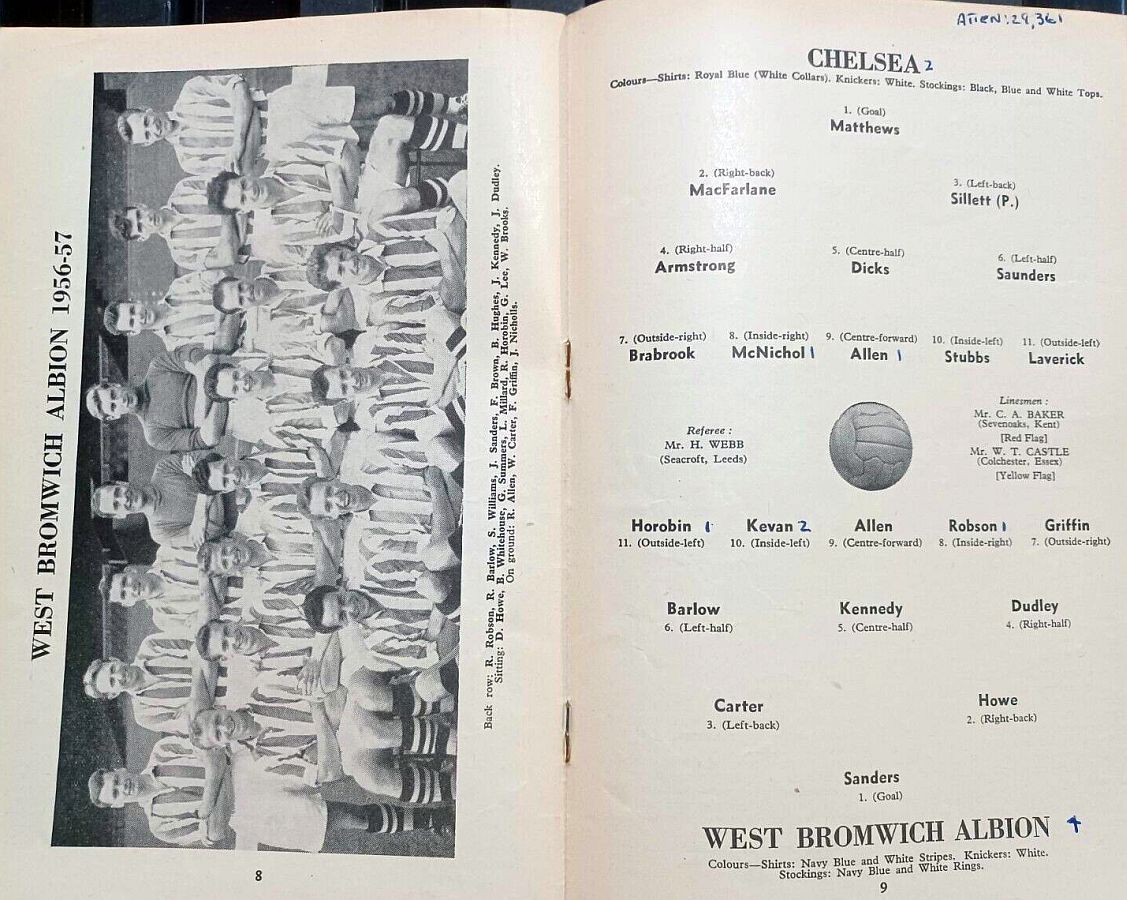 WEST BROMWICH ALBION 1956-57
Back row: R. Robson, R. Barlow, S. Williams, J. Sanders, F. Brown, B. Hughes, J. Kennedy, J. Dudley.
Sitting: D. Howe, B. Whitehouse, G. Summers, L. Millard, R. Horobin, G. Lee, W. Brooks.
On ground: R. Allen, W. Carter, F. Griffin, J. Nicholls.
8
ATTEN: 29,361
CHELSEA 2
Colours—Shirts: Royal Blue (White Collars). Knickers: White. Stockings: Black, Blue and White Tops.
1. (Goal)
Matthews
2. (Right-back)
MacFarlane
3. (Left-back)
Sillett (P.)
4. (Right-half)
Armstrong
5. (Centre-half)
Dicks
6. (Left-half)
Saunders
7. (Outside-right) 8. (Inside-right) 9. (Centre-forward) 10. (Inside-left) 11. (Outside-left)
Brabrook McNichol 1 Allen 1 Stubbs Laverick
Referee :
Mr. H. WEBB
(Seacroft, Leeds)
Linesmen :
Mr. C. A. BAKER
(Sevenoaks, Kent)
[Red Flag]
Mr. W. T. CASTLE
(Colchester, Essex)
[Yellow Flag]
Horobin 1 Kevan 2 Allen Robson 1 Griffin
11. (Outside-left) 10. (Inside-left) 9. (Centre-forward) 8. (Inside-right) 7. (Outside-right)
Barlow Kennedy Dudley
6. (Left-half) 5. (Centre-half) 4. (Right-half)
Carter Howe
3. (Left-back) 2. (Right-back)
Sanders
1. (Goal)
WEST BROMWICH ALBION 4
Colours—Shirts: Navy Blue and White Stripes. Knickers: White.
Stockings: Navy Blue and White Rings.
9